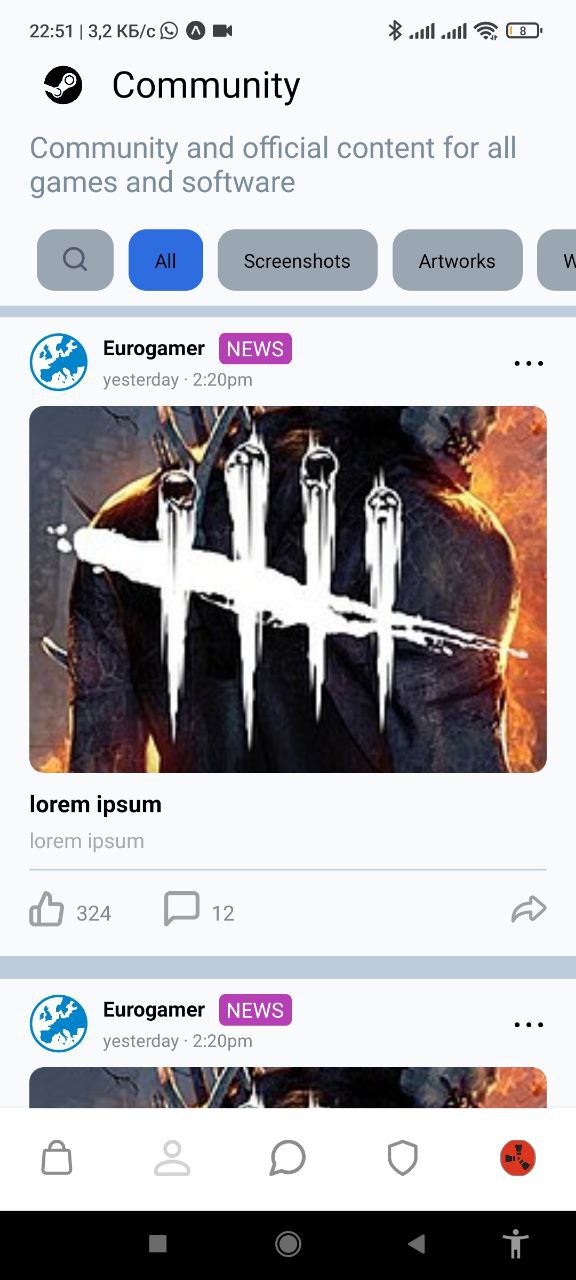 22:51 | 3,2 КБ/с 8
Community
Community and official content for all
games and software
All Screenshots Artworks W
Eurogamer NEWS
yesterday · 2:20pm
lorem ipsum
lorem ipsum
324 12
Eurogamer NEWS
yesterday · 2:20pm